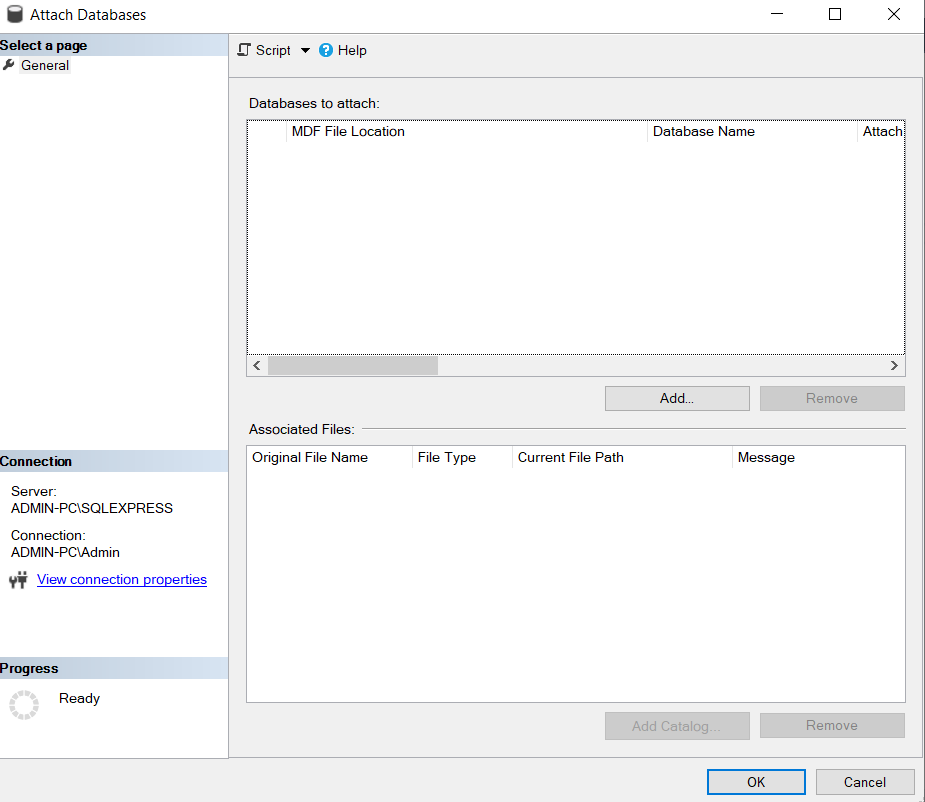 Attach Databases
Select a page
General
Script
Help
Databases to attach:
MDF File Location Database Name Attach
Add... Remove
Associated Files:
Original File Name File Type Current File Path Message
Connection
Server:
ADMIN-PC\SQLEXPRESS
Connection:
ADMIN-PC\Admin
View connection properties
Progress
Ready
Add Catalog... Remove
OK Cancel